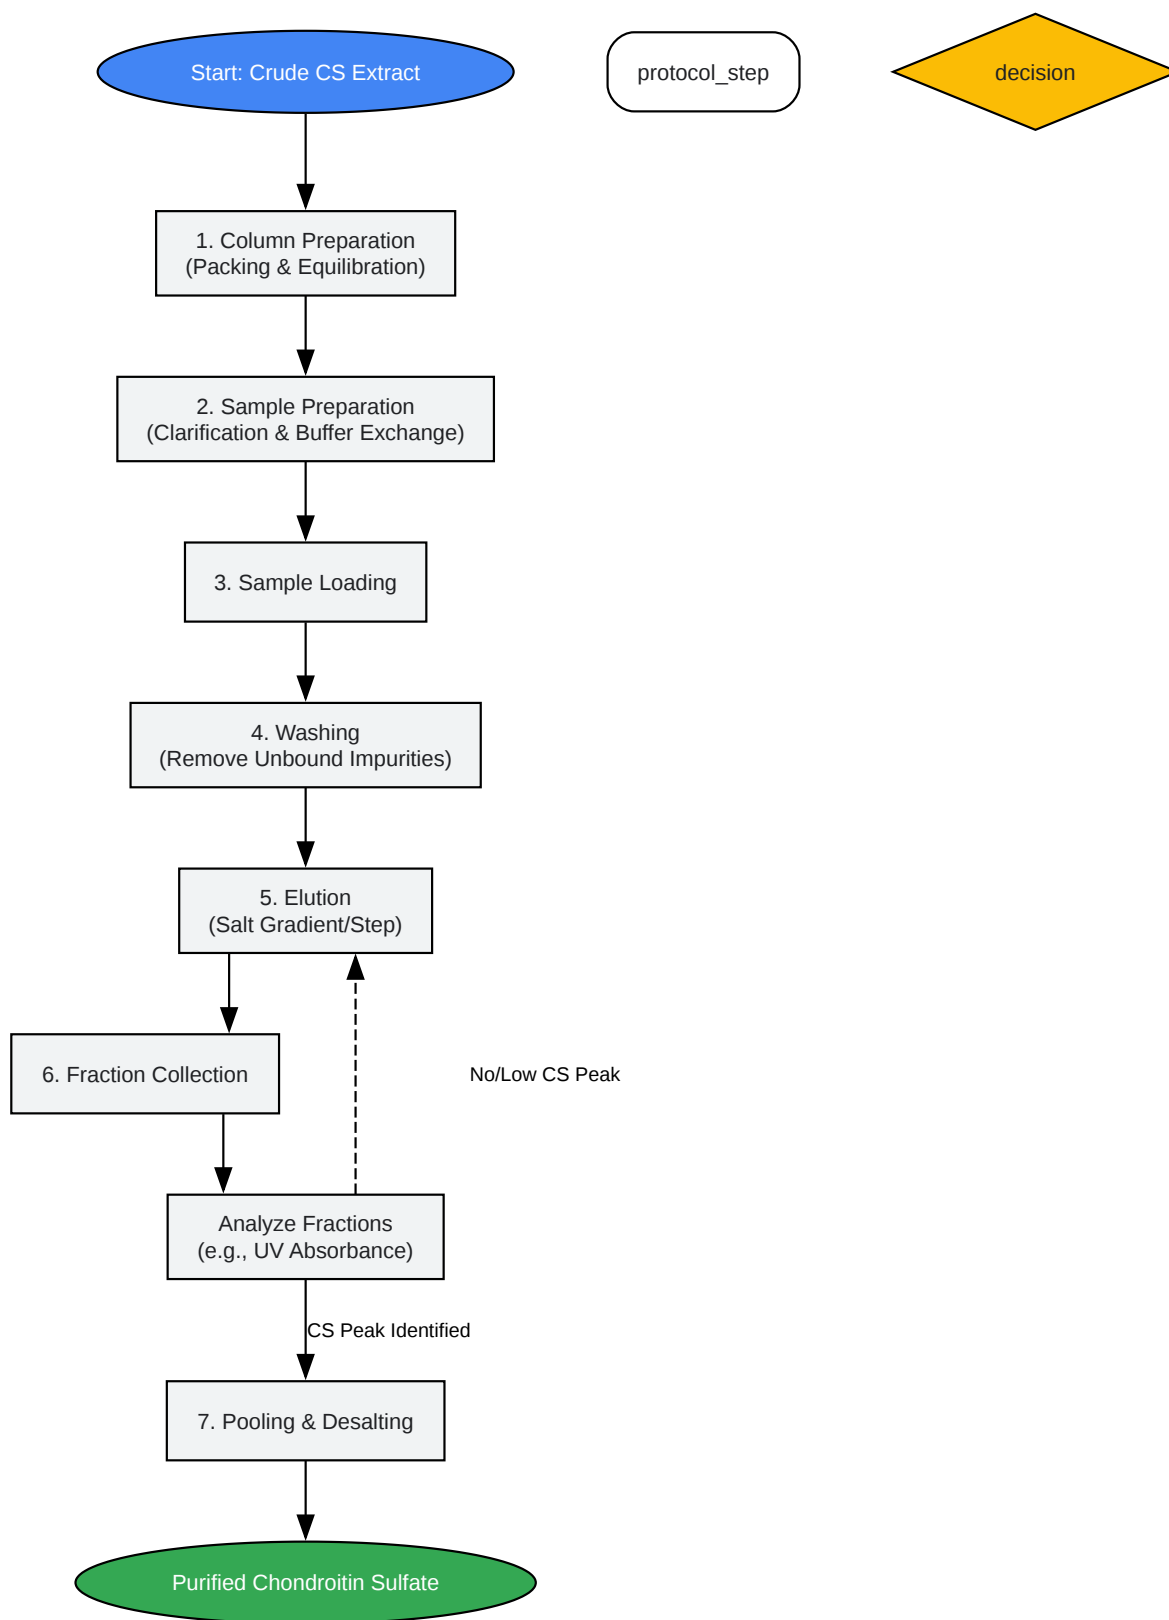 Start: Crude CS Extract
protocol_step
decision
1. Column Preparation
(Packing & Equilibration)
2. Sample Preparation
(Clarification & Buffer Exchange)
3. Sample Loading
4. Washing
(Remove Unbound Impurities)
5. Elution
(Salt Gradient/Step)
6. Fraction Collection
No/Low CS Peak
Analyze Fractions
(e.g., UV Absorbance)
CS Peak Identified
7. Pooling & Desalting
Purified Chondroitin Sulfate